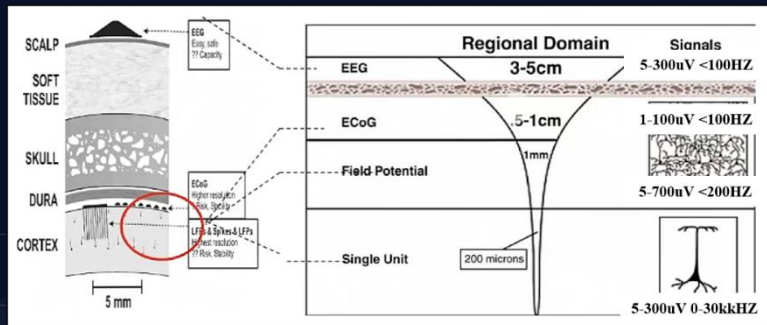 SCALP
SOFT
TISSUE
SKULL
DURA
CORTEX
5 mm
EEG
Easy, safe
?? Capacity
ECoG
Higher resolution
Risk, Stability
LFPs & Spikes & LFPs
Highest resolution
?? Risk, Stability
Regional Domain
Signals
EEG
3-5cm
5-300uV <100HZ
ECoG
.5-1cm
1-100uV <100HZ
1mm
Field Potential
5-700uV <200HZ
Single Unit
200 microns
5-300uV 0-30kkHZ